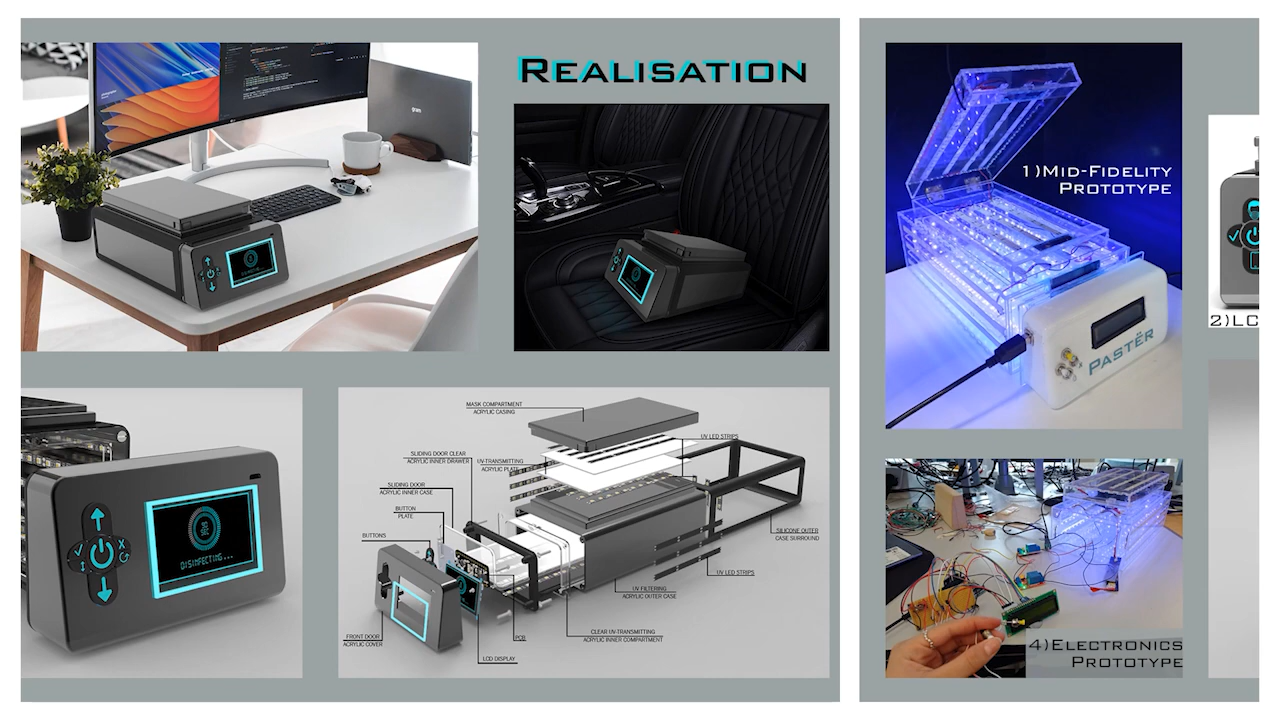 REALISATION
1)MID-FIDELITY
PROTOTYPE
PASTËR
2)LC
DISINFECTING...
30
SEC
MASK COMPARTMENT
ACRYLIC CASING
UV LED STRIPS
SLIDING DOOR CLEAR
ACRYLIC INNER DRAWER
UV-TRANSMITTING
ACRYLIC PLATE
SLIDING DOOR
ACRYLIC INNER CASE
BUTTON
PLATE
BUTTONS
SILICONE OUTER
CASE SURROUND
UV LED STRIPS
UV FILTERING
ACRYLIC OUTER CASE
CLEAR UV-TRANSMITTING
ACRYLIC INNER COMPARTMENT
FRONT DOOR
ACRYLIC COVER
PCB
LCD DISPLAY
4)ELECTRONICS
PROTOTYPE